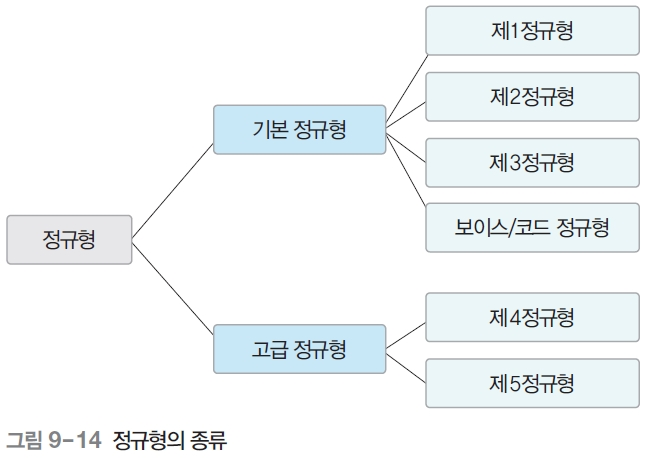 정규형
기본 정규형
제1정규형
제2정규형
제3정규형
보이스/코드 정규형
고급 정규형
제4정규형
제5정규형
그림 9-14 정규형의 종류